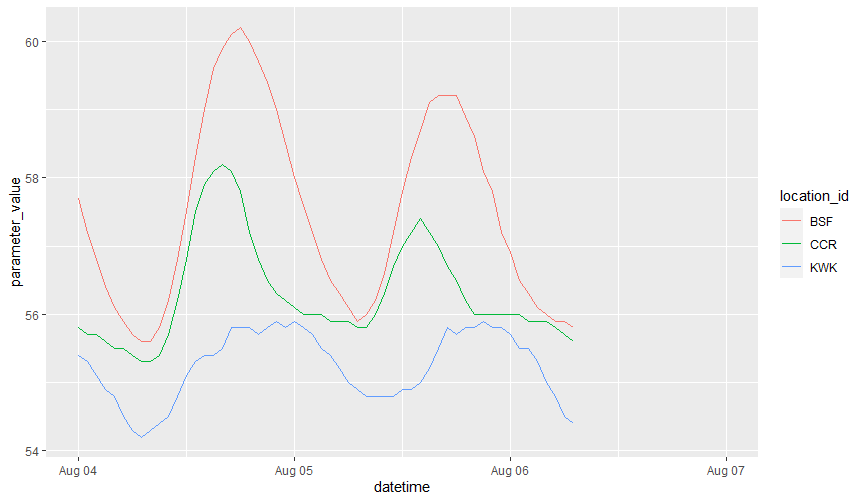 60
58
56
54
parameter_value
Aug 04
Aug 05
Aug 06
Aug 07
datetime
location_id
BSF
CCR
KWK